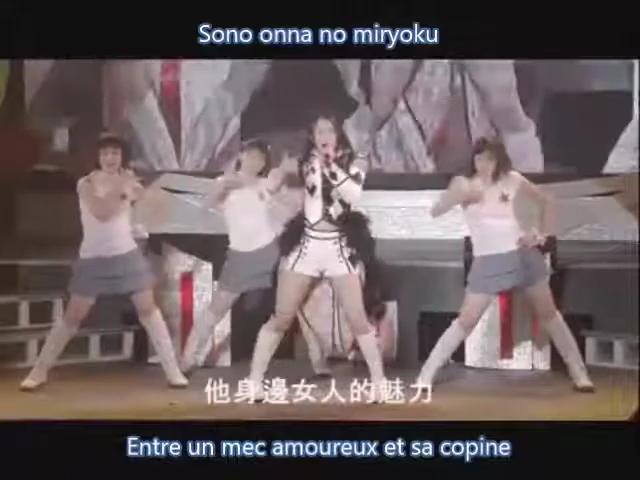 Sono onna no miryoku
他身邊女人的魅力
Entre un mec amoureux et sa copine